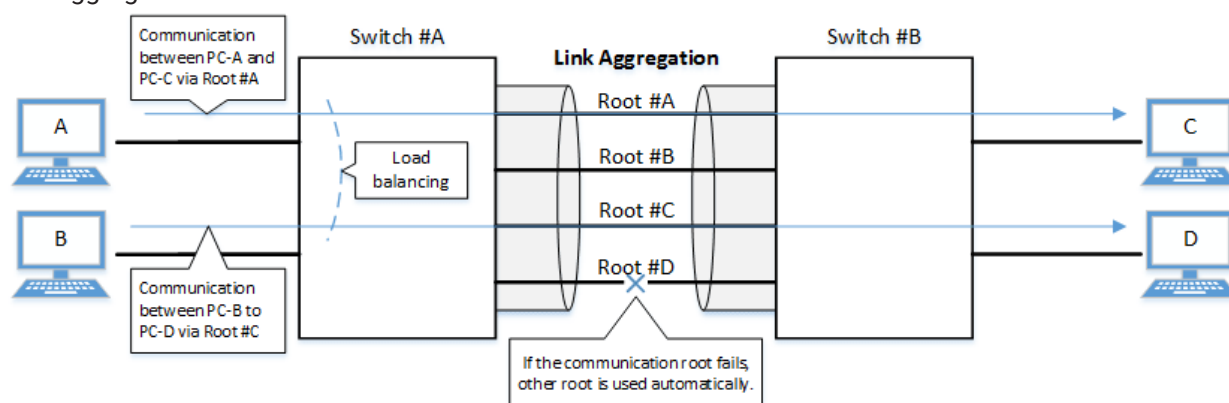 Communication
between PC-A and
PC-C via Root #A
Switch #A
Link Aggregation
Switch #B
Root #A
A
C
Root #B
Load
balancing
Root #C
B
D
Root #D
Communication
between PC-B to
PC-D via Root #C
If the communication root fails,
other root is used automatically.